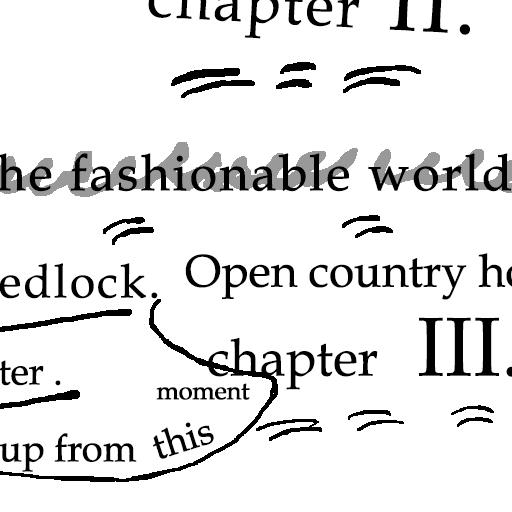 chapter II.
he fashionable world
edlock. Open country ho
chapter III.
ter .
moment
up from this